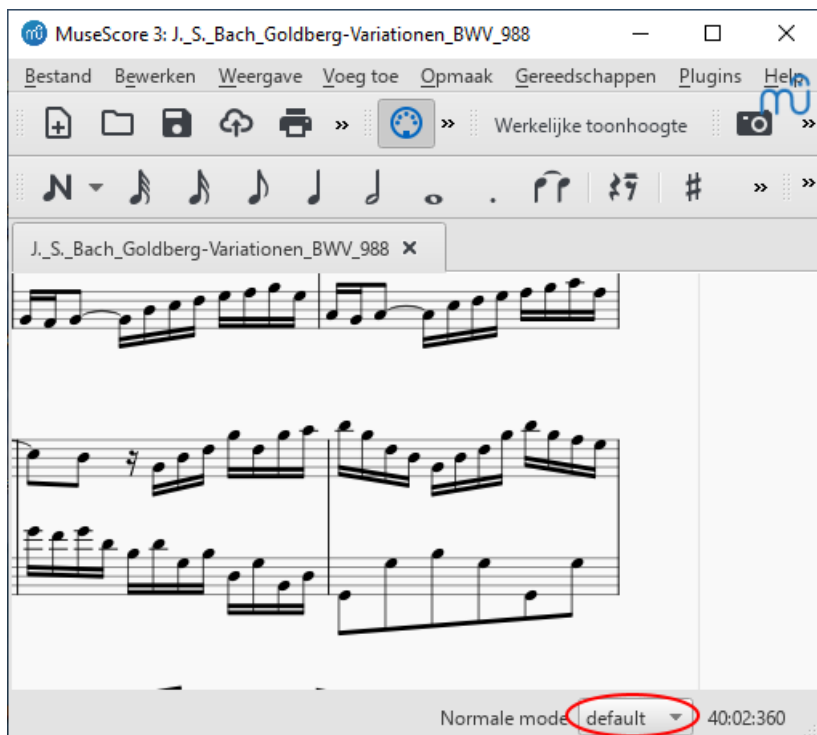 MuseScore 3: J._S._Bach_Goldberg-Variationen_BWV_988
Bestand Bewerken Weergave Voeg toe Opmaak Gereedschappen Plugins Help
Werkelijke toonhoogte
J._S._Bach_Goldberg-Variationen_BWV_988
Normale mode default 40:02:360